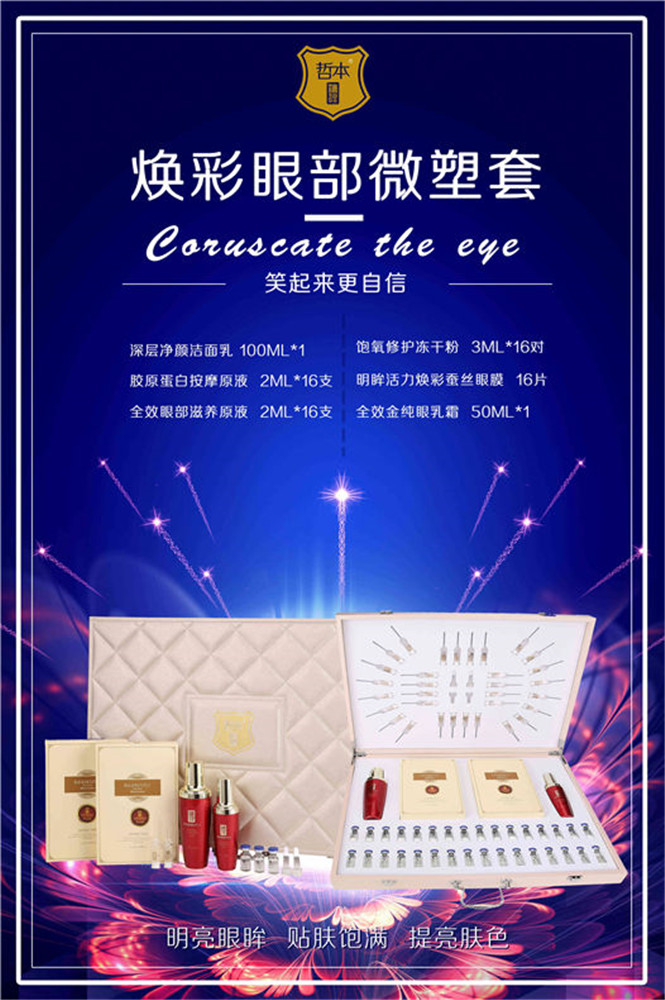 哲本®
焕彩眼部微塑套
Coruscate the eye
笑起来更自信
深层净颜洁面乳 100ML*1
胶原蛋白按摩原液 2ML*16支
全效眼部滋养原液 2ML*16支
饱氧修护冻干粉 3ML*16对
明眸活力焕彩蚕丝眼膜 16片
全效金纯眼乳霜 50ML*1
明亮眼眸 贴肤饱满 提亮肤色